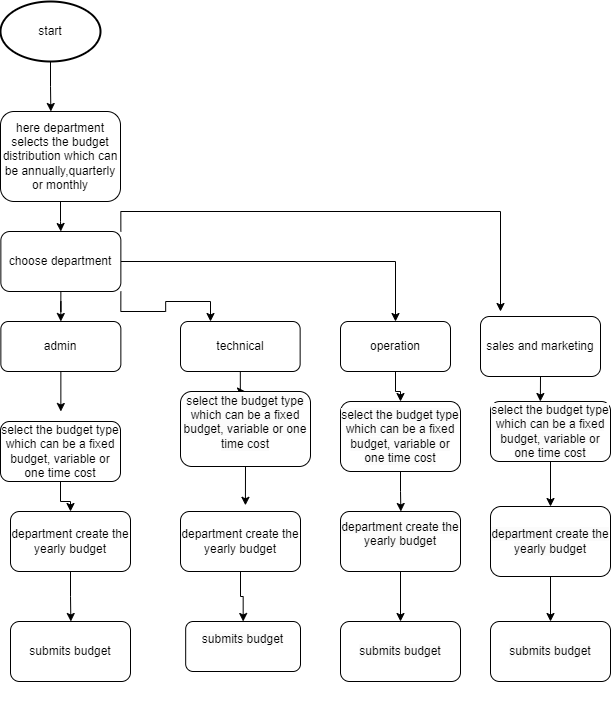 start
here department
selects the budget
distribution which can
be annually,quarterly
or monthly
choose department
admin
technical
operation
sales and marketing
select the budget type
which can be a fixed
budget, variable or
one time cost
select the budget type
which can be a fixed
budget, variable or one
time cost
select the budget type
which can be a fixed
budget, variable or
one time cost
select the budget type
which can be a fixed
budget, variable or
one time cost
department create the
yearly budget
department create the
yearly budget
department create the
yearly budget
department create the
yearly budget
submits budget
submits budget
submits budget
submits budget